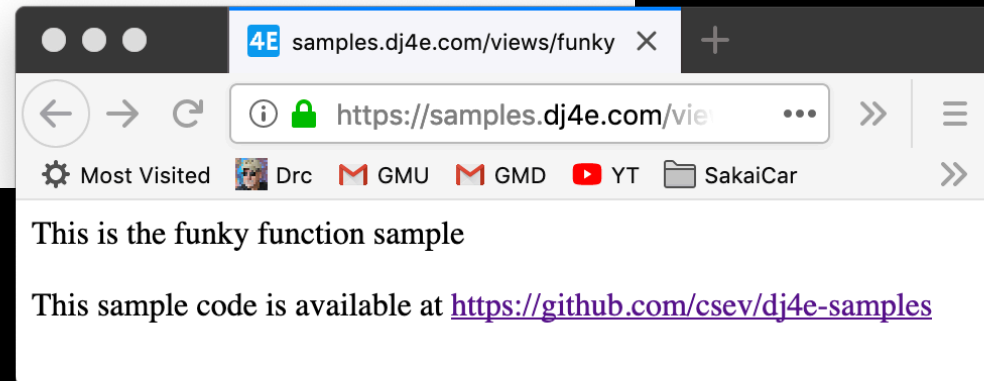 4E samples.dj4e.com/views/funky
https://samples.dj4e.com/vie
Most Visited Drc GMU GMD YT SakaiCar
This is the funky function sample
This sample code is available at https://github.com/csev/dj4e-samples